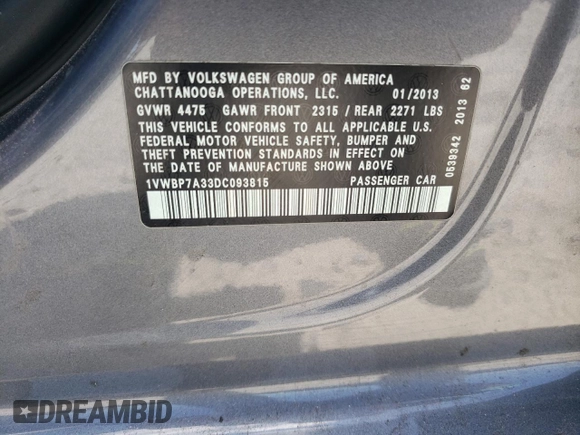 MFD BY VOLKSWAGEN GROUP OF AMERICA
CHATTANOOGA OPERATIONS, LLC. 01/2013
GVWR 4475 GAWR FRONT 2315 / REAR 2271 LBS
THIS VEHICLE CONFORMS TO ALL APPLICABLE U.S.
FEDERAL MOTOR VEHICLE SAFETY, BUMPER AND
THEFT PREVENTION STANDARDS IN EFFECT ON
THE DATE OF MANUFACTURE SHOWN ABOVE
1VWBP7A33DC093815 PASSENGER CAR
0539342 2013 62
DREAMBID